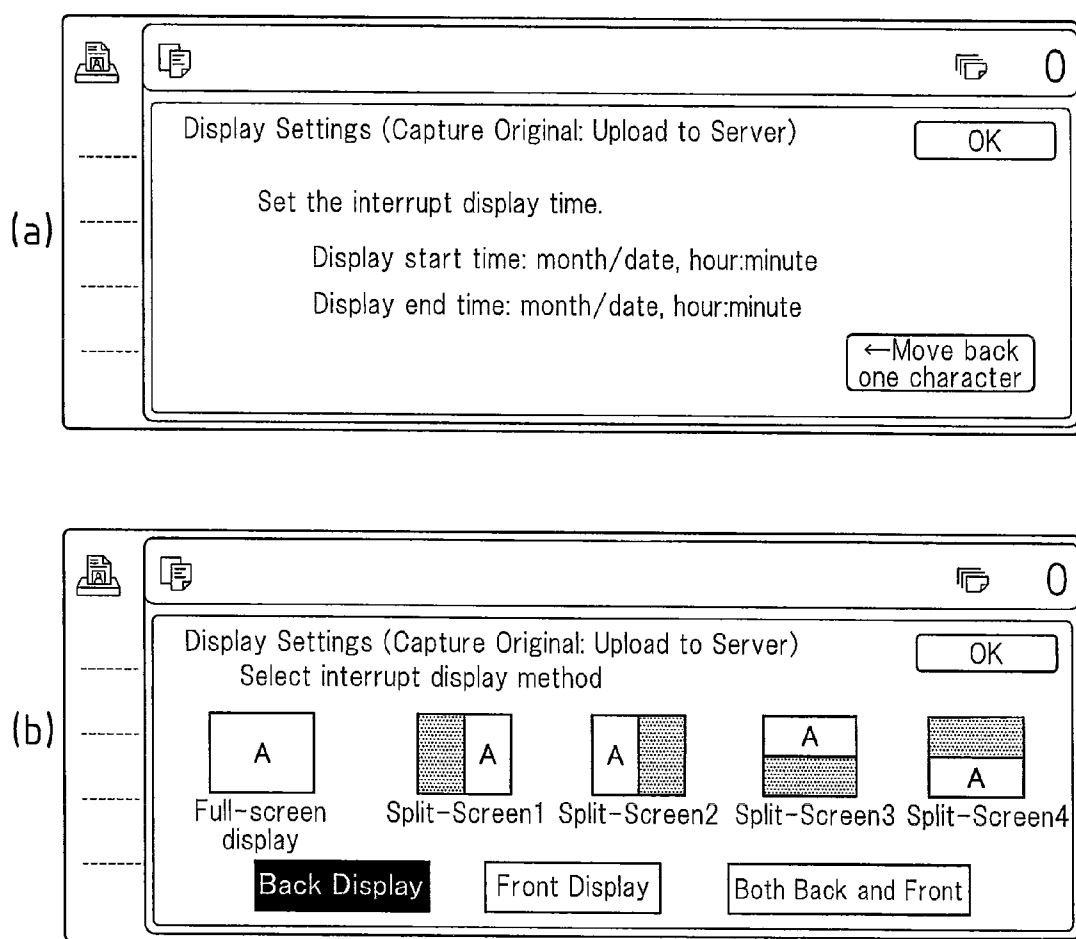 0
Display Settings (Capture Original: Upload to Server)
OK
Set the interrupt display time.
(a)
Display start time: month/date, hour:minute
Display end time: month/date, hour:minute
←Move back
one character
0
Display Settings (Capture Original: Upload to Server)
OK
Select interrupt display method
(b)
A A A A A
Full-screen
display
Split-Screen1 Split-Screen2 Split-Screen3 Split-Screen4
Back Display Front Display Both Back and Front